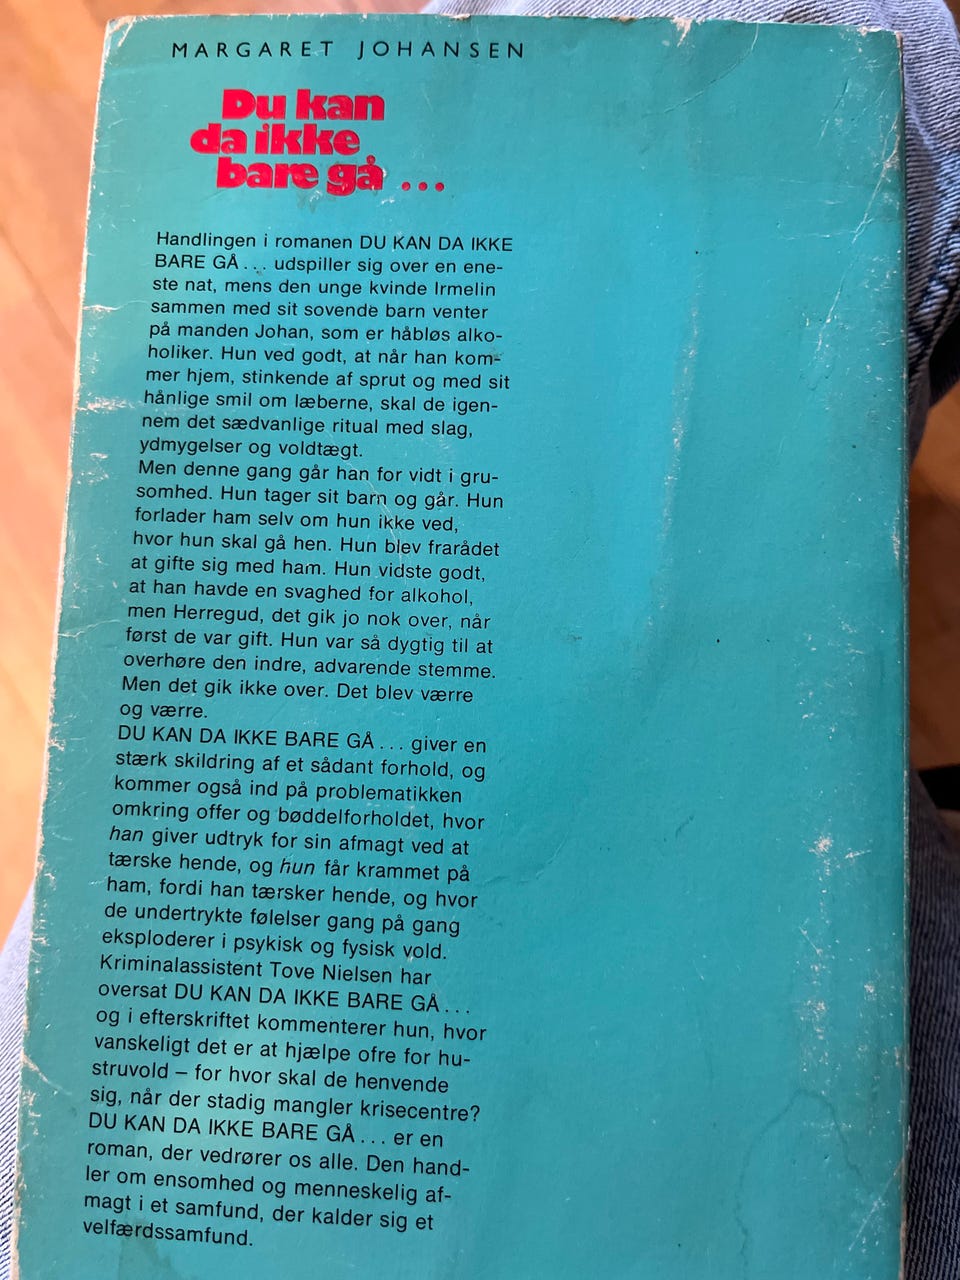 MARGARET JOHANSEN
Du kan
da ikke
bare gå ...
Handlingen i romanen DU KAN DA IKKE
BARE GÅ... udspiller sig over en ene-
ste nat, mens den unge kvinde Irmelin
sammen med sit sovende barn venter
på manden Johan, som er håbløs alko-
holiker. Hun ved godt, at når han kom-
mer hjem, stinkende af sprut og med sit
hånlige smil om læberne, skal de igen-
nem det sædvanlige ritual med slag,
ydmygelser og voldtægt.
Men denne gang går han for vidt i gru-
somhed. Hun tager sit barn og går. Hun
forlader ham selv om hun ikke ved,
hvor hun skal gå hen. Hun blev frarådet
at gifte sig med ham. Hun vidste godt,
at han havde en svaghed for alkohol,
men Herregud, det gik jo nok over, når
først de var gift. Hun var så dygtig til at
overhøre den indre, advarende stemme.
Men det gik ikke over. Det blev værre
og værre.
DU KAN DA IKKE BARE GÅ... giver en
stærk skildring af et sådant forhold, og
kommer også ind på problematikken
omkring offer og bøddelforholdet, hvor
han giver udtryk for sin afmagt ved at
tærske hende, og hun får krammet på
ham, fordi han tærsker hende, og hvor
de undertrykte følelser gang på gang
eksploderer i psykisk og fysisk vold.
Kriminalassistent Tove Nielsen har
oversat DU KAN DA IKKE BARE GÅ...
og i efterskriftet kommenterer hun, hvor
vanskeligt det er at hjælpe ofre for hu-
struvold – for hvor skal de henvende
sig, når der stadig mangler krisecentre?
DU KAN DA IKKE BARE GÅ... er en
roman, der vedrører os alle. Den hand-
ler om ensomhed og menneskelig af-
magt i et samfund, der kalder sig et
velfærdssamfund.